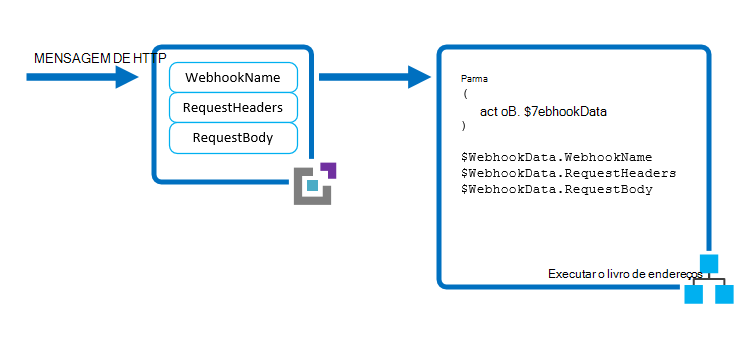 MENSAGEM DE HTTP
WebhookName
RequestHeaders
RequestBody
Parma
(
act oB. $7ebhookData
)
$WebhookData.WebhookName
$WebhookData.RequestHeaders
$WebhookData.RequestBody
Executar o livro de endereços